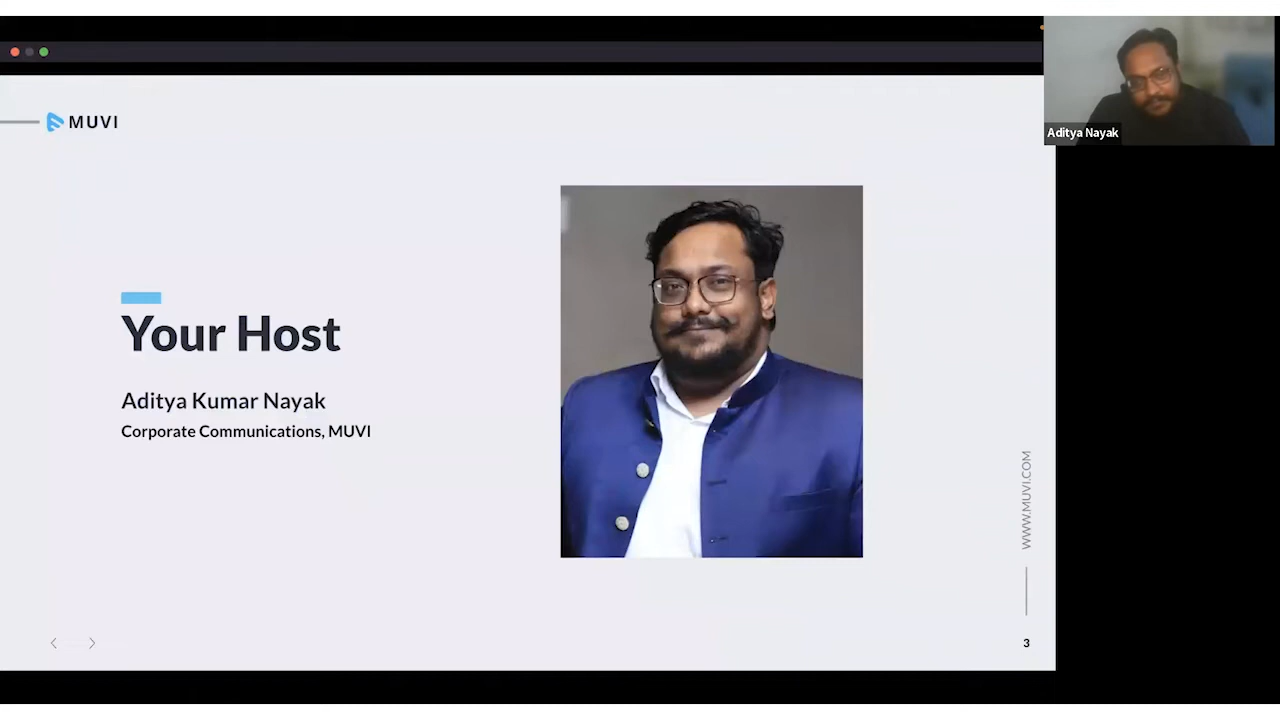 MUVI
Aditya Nayak
Your Host
Aditya Kumar Nayak
Corporate Communications, MUVI
WWW.MUVI.COM
3